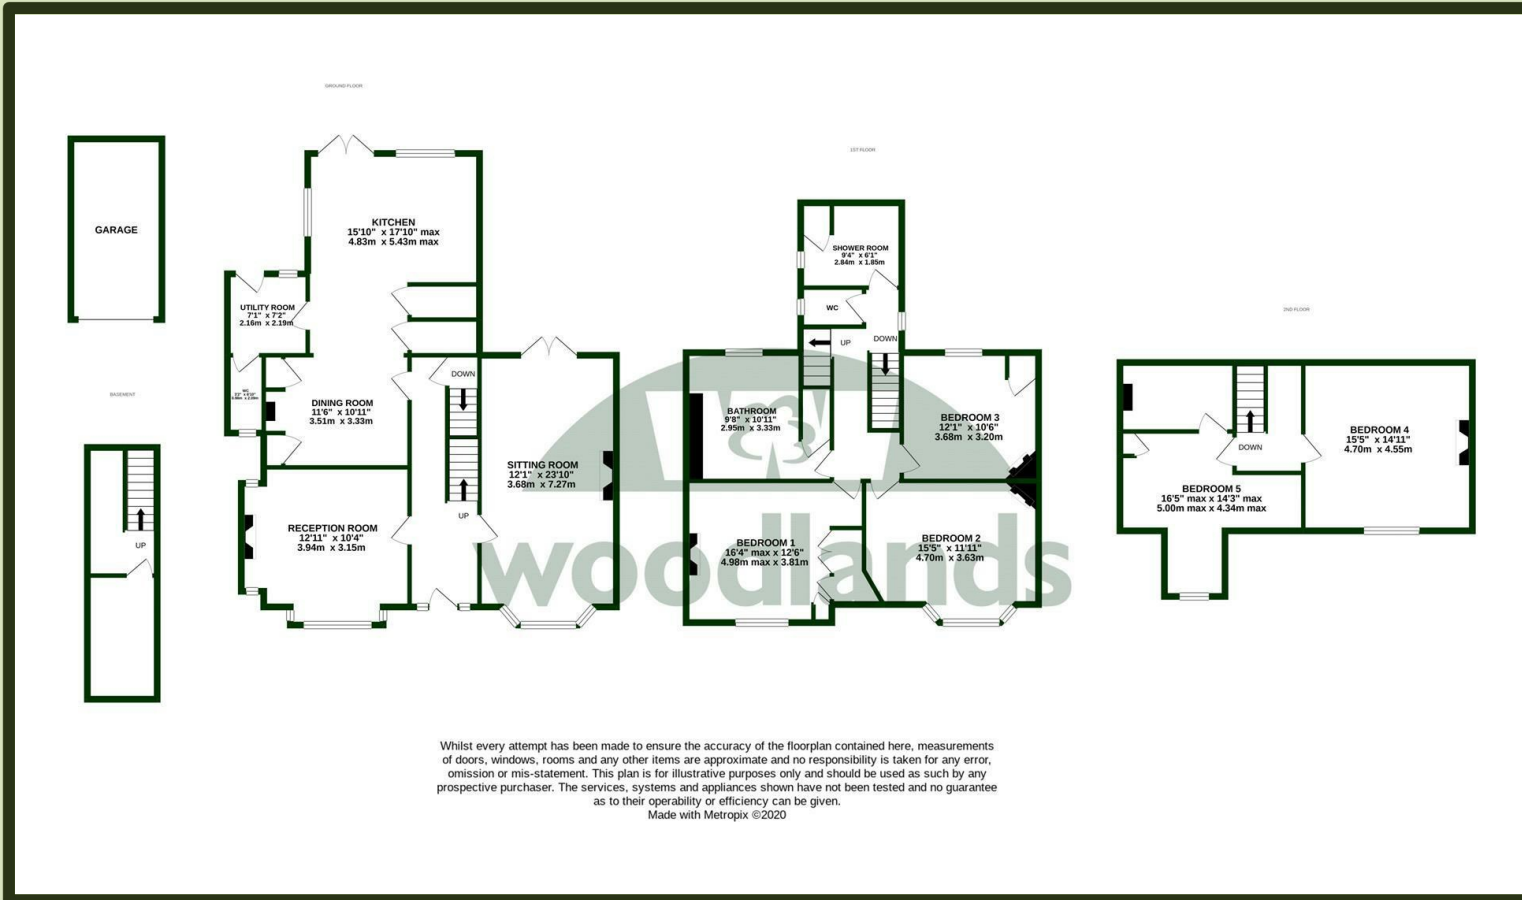 GROUND FLOOR
1ST FLOOR
2ND FLOOR
BASEMENT
GARAGE
KITCHEN
15'10" x 17'10" max
4.83m x 5.43m max
UTILITY ROOM
7'1" x 7'2"
2.16m x 2.19m
WC
DINING ROOM
11'6" x 10'11"
3.51m x 3.33m
DOWN
UP
SITTING ROOM
12'1" x 23'10"
3.68m x 7.27m
RECEPTION ROOM
12'11" x 10'4"
3.94m x 3.15m
UP
SHOWER ROOM
9'4" x 6'1"
2.84m x 1.85m
WC
UP
DOWN
BATHROOM
9'8" x 10'11"
2.95m x 3.33m
BEDROOM 3
12'1" x 10'6"
3.68m x 3.20m
BEDROOM 1
16'4" max x 12'6"
4.98m max x 3.81m
BEDROOM 2
15'5" x 11'11"
4.70m x 3.63m
BEDROOM 4
15'5" x 14'11"
4.70m x 4.55m
DOWN
BEDROOM 5
16'5" max x 14'3" max
5.00m max x 4.34m max
woodlands
Whilst every attempt has been made to ensure the accuracy of the floorplan contained here, measurements
of doors, windows, rooms and any other items are approximate and no responsibility is taken for any error,
omission or mis-statement. This plan is for illustrative purposes only and should be used as such by any
prospective purchaser. The services, systems and appliances shown have not been tested and no guarantee
as to their operability or efficiency can be given.
Made with Metropix ©2020